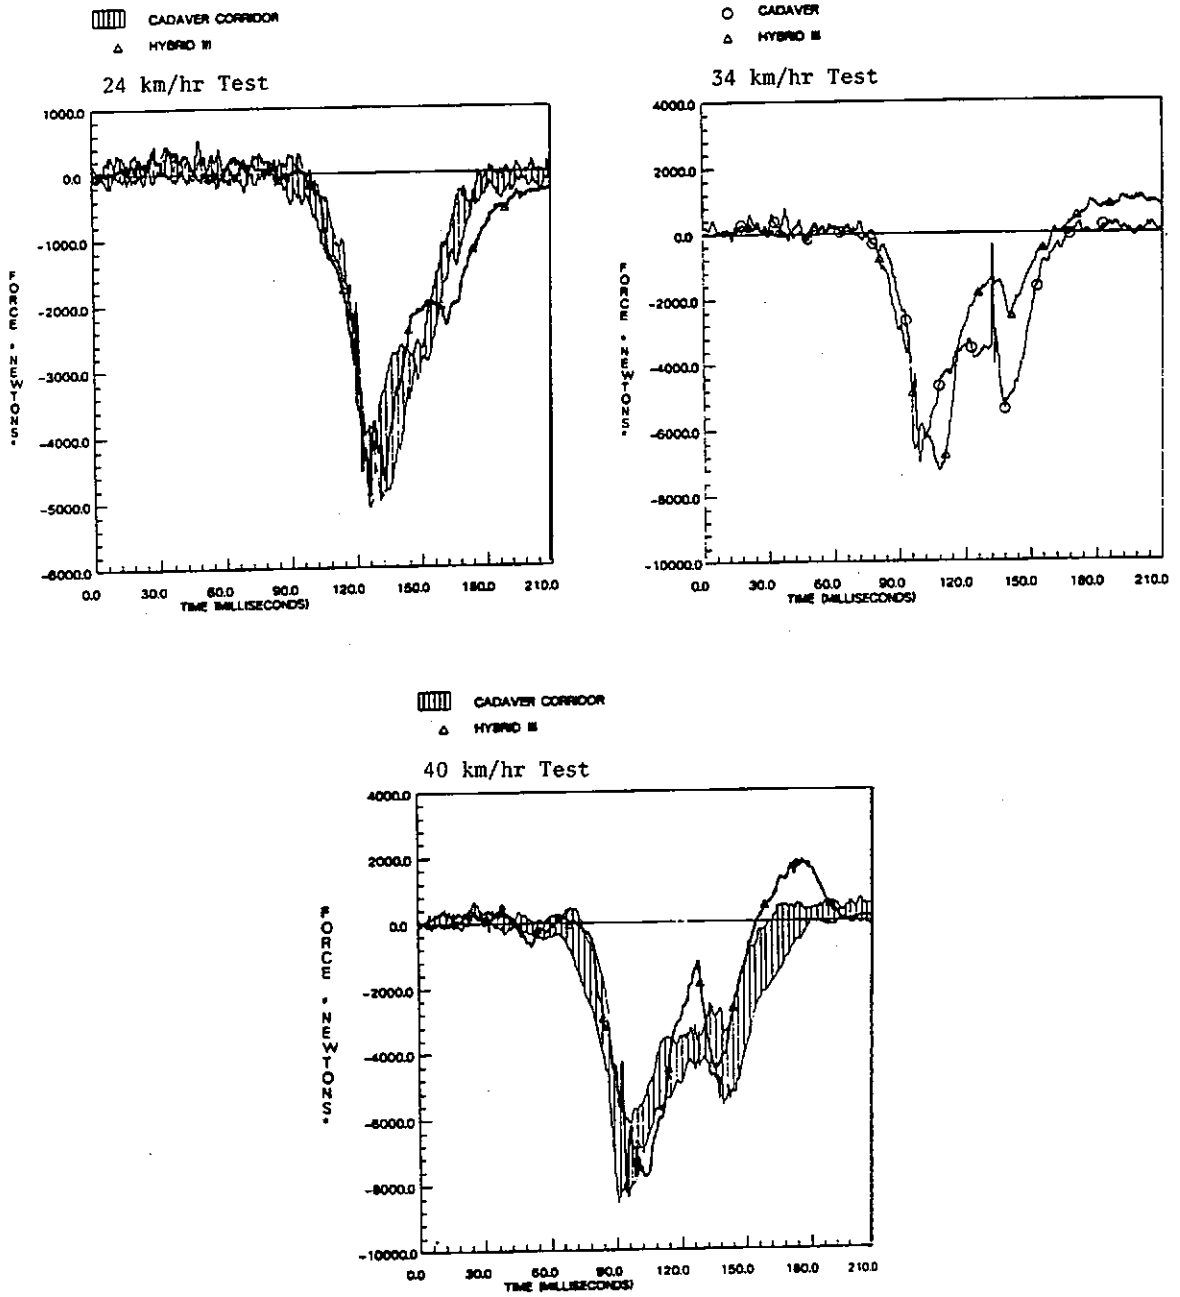 CADAVER CORRIDOR
HYBRID III
24 km/hr Test
1000.0
0.0
-1000.0
-2000.0
-3000.0
-4000.0
-5000.0
-6000.0
FORCE "NEWTONS"
0.0 30.0 60.0 90.0 120.0 150.0 180.0 210.0
TIME (MILLISECONDS)
CADAVER
HYBRID III
34 km/hr Test
4000.0
2000.0
0.0
-2000.0
-4000.0
-6000.0
-8000.0
-10000.0
FORCE "NEWTONS"
0.0 30.0 60.0 90.0 120.0 150.0 180.0 210.0
TIME (MILLISECONDS)
CADAVER CORRIDOR
HYBRID III
40 km/hr Test
4000.0
2000.0
0.0
-2000.0
-4000.0
-6000.0
-8000.0
-10000.0
FORCE "NEWTONS"
0.0 30.0 60.0 90.0 120.0 150.0 180.0 210.0
TIME (MILLISECONDS)